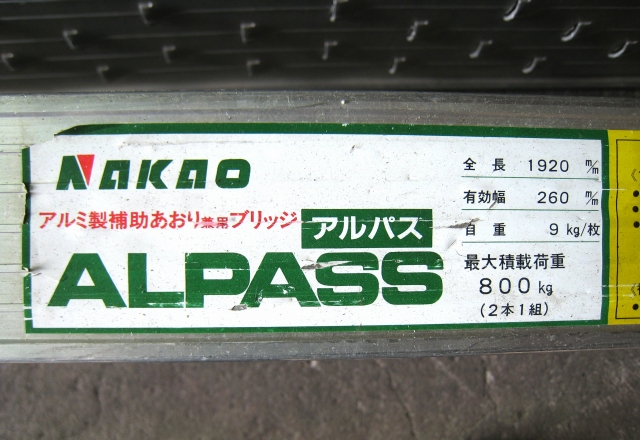 NAKAO
アルミ製補助あおり兼用ブリッジ アルパス
ALPASS
全長 1920 m/m
有効幅 260 m/m
自重 9 kg/枚
最大積載荷重
800 kg
(2本1組)